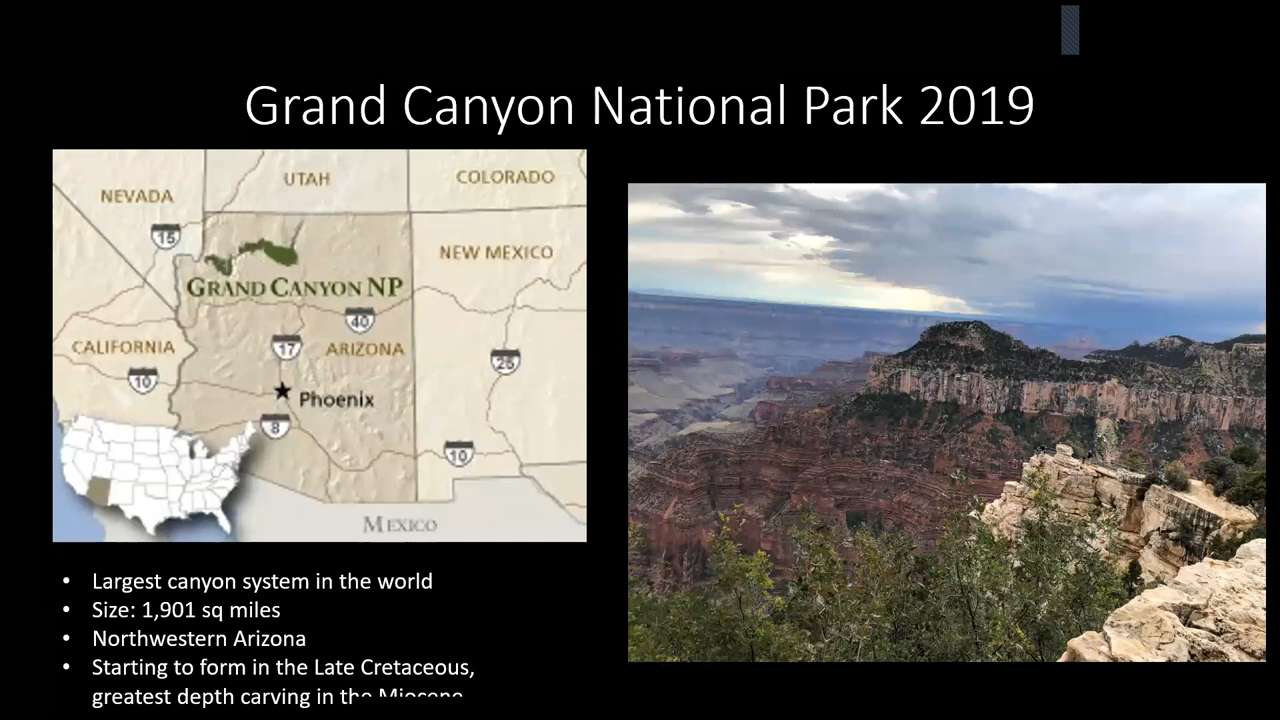 Grand Canyon National Park 2019
NEVADA
UTAH
COLORADO
15
NEW MEXICO
GRAND CANYON NP
40
CALIFORNIA
17
ARIZONA
10
25
Phoenix
8
10
MEXICO
• Largest canyon system in the world
• Size: 1,901 sq miles
• Northwestern Arizona
• Starting to form in the Late Cretaceous,
greatest depth carving in the Miocene